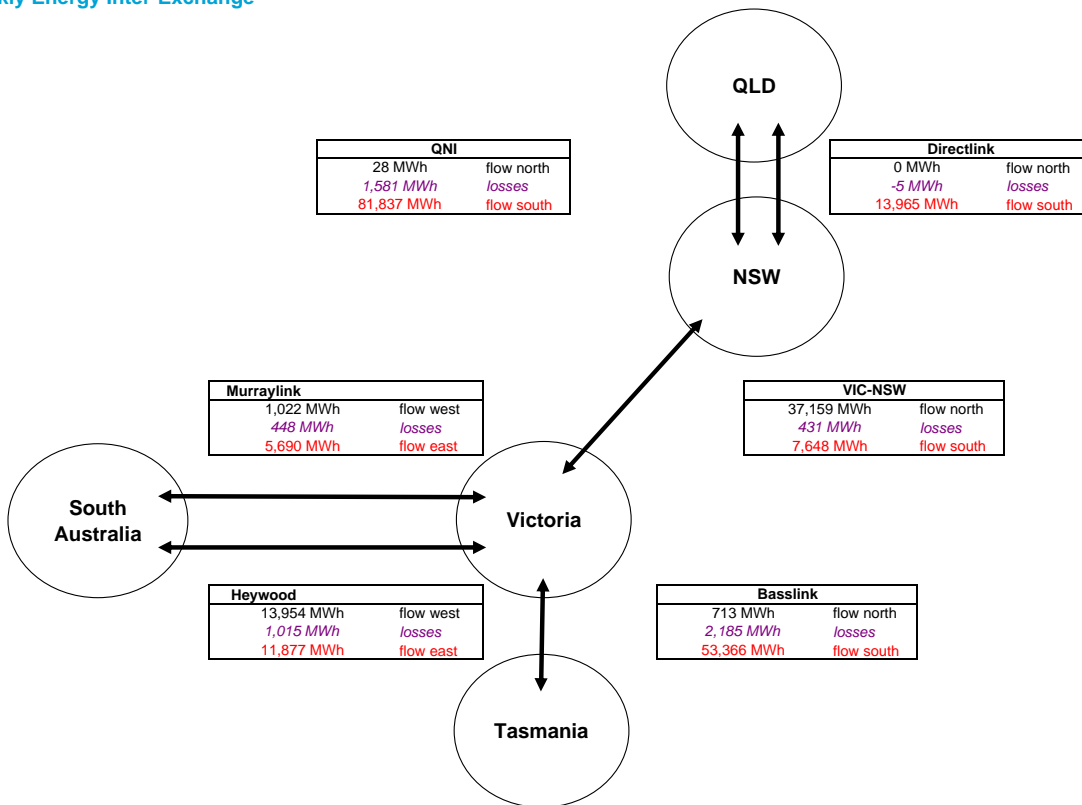 Energy Inter-Exchange
QLD
QNI
28 MWh flow north
1,581 MWh losses
81,837 MWh flow south
Directlink
0 MWh flow north
-5 MWh losses
13,965 MWh flow south
NSW
Murraylink
1,022 MWh flow west
448 MWh losses
5,690 MWh flow east
VIC-NSW
37,159 MWh flow north
431 MWh losses
7,648 MWh flow south
South
Australia
Victoria
Heywood
13,954 MWh flow west
1,015 MWh losses
11,877 MWh flow east
Basslink
713 MWh flow north
2,185 MWh losses
53,366 MWh flow south
Tasmania